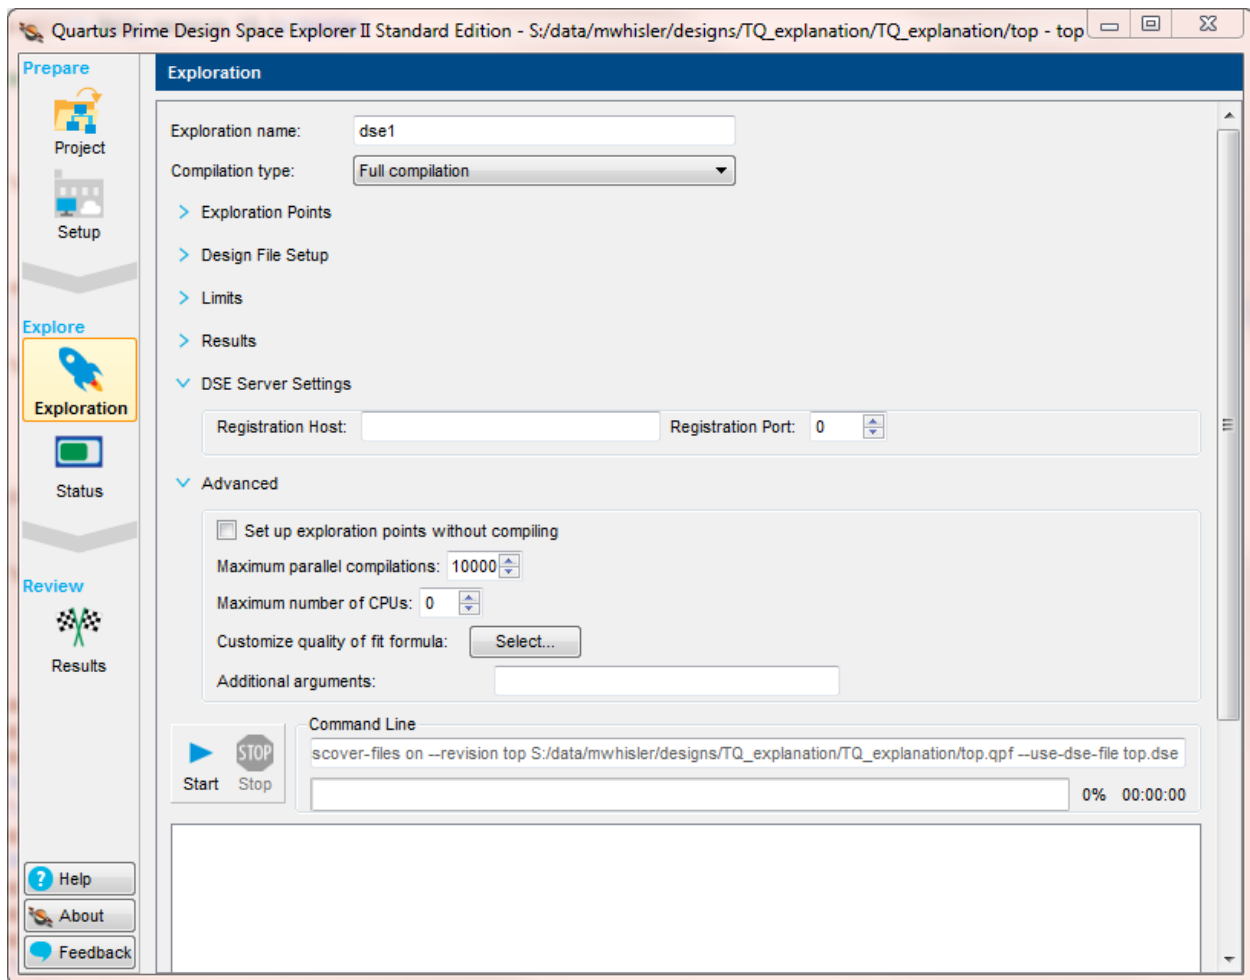 Quartus Prime Design Space Explorer II Standard Edition - S:/data/mwhisler/designs/TQ_explanation/TQ_explanation/top - top
Prepare
Project
Setup
Explore
Exploration
Status
Review
Results
Help
About
Feedback
Exploration
Exploration name: dse1
Compilation type: Full compilation
Exploration Points
Design File Setup
Limits
Results
DSE Server Settings
Registration Host: Registration Port: 0
Advanced
Set up exploration points without compiling
Maximum parallel compilations: 10000
Maximum number of CPUs: 0
Customize quality of fit formula: Select...
Additional arguments:
STOP
Start Stop
Command Line
scover-files on --revision top S:/data/mwhisler/designs/TQ_explanation/TQ_explanation/top.qpf --use-dse-file top.dse
0% 00:00:00